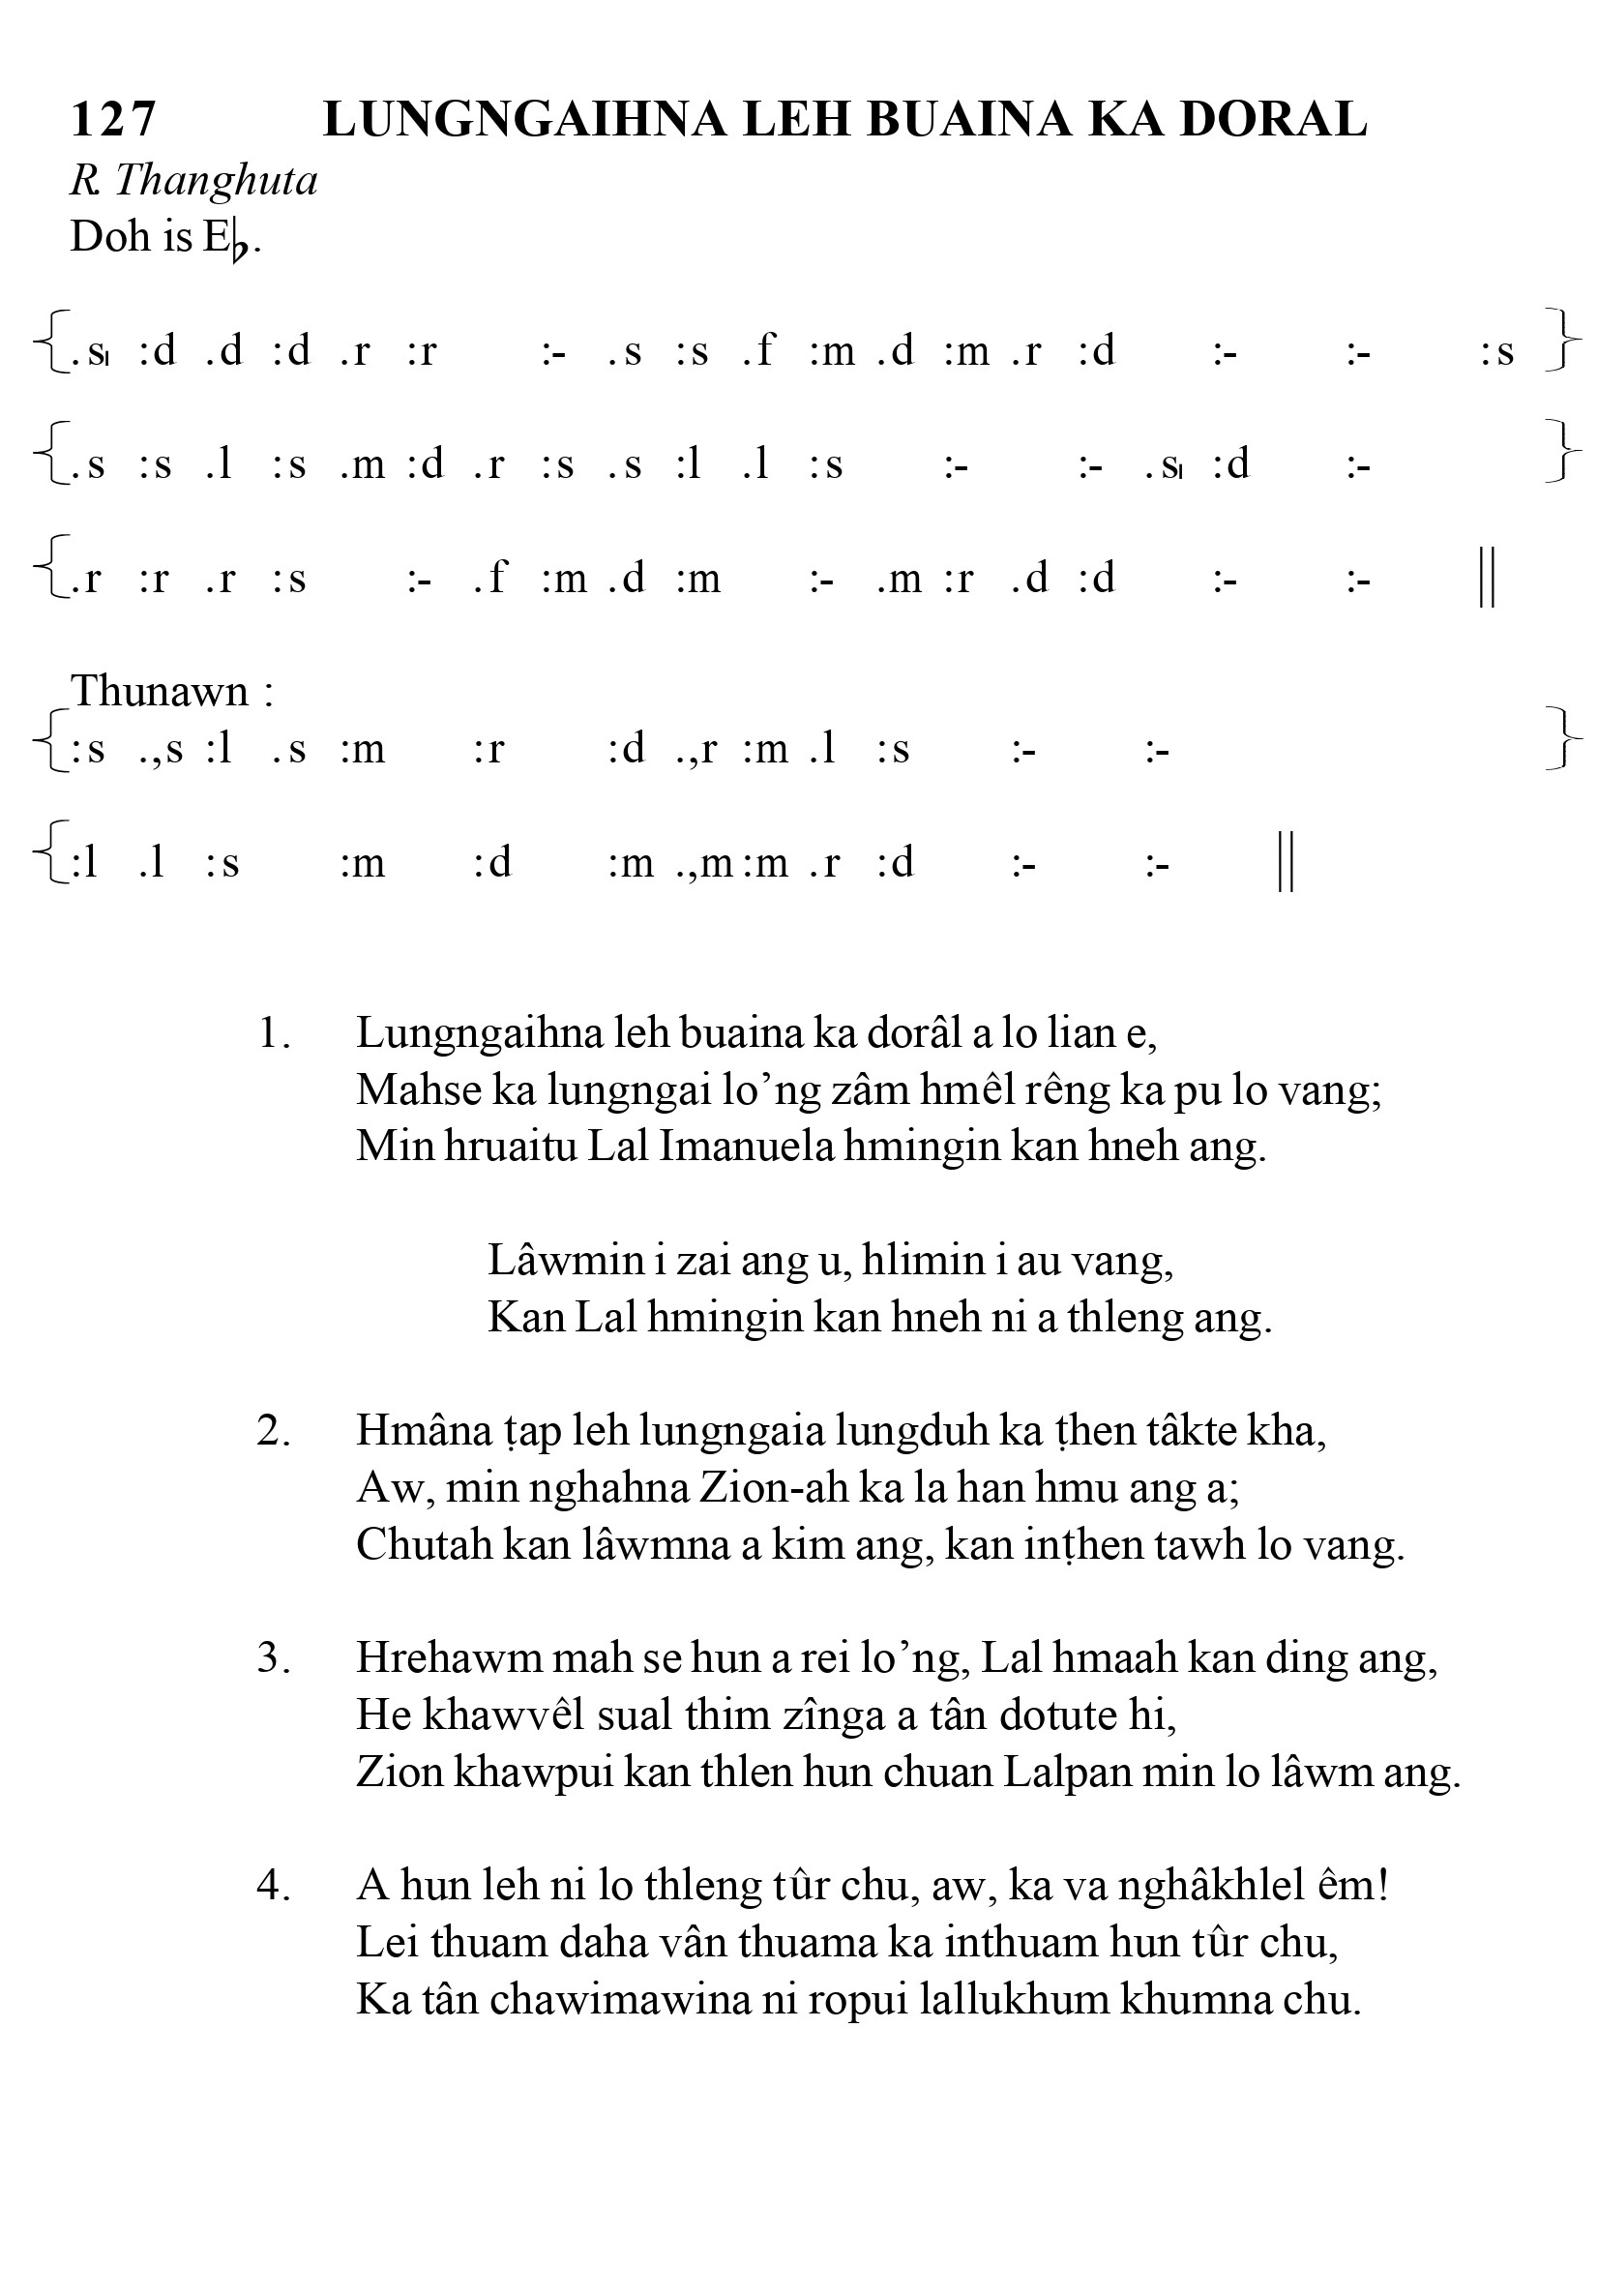 127 LUNGNGAIHNA LEH BUAINA KA DORAL
R. Thanghuta
Doh is E♭.
{.s₁ :d .d :d .r :r :- .s :s .f :m .d :m .r :d :- :- :s }
{.s :s .l :s .m :d .r :s .s :l .l :s :- :- .s₁ :d :- }
{.r :r .r :s :- .f :m .d :m :- .m :r .d :d :- :- ||
Thunawn :
{:s .,s :l .s :m :r :d .,r :m .l :s :- :- }
{:l .l :s :m :d :m .,m :m .r :d :- :- ||
1. Lungngaihna leh buaina ka dorâl a lo lian e,
Mahse ka lungngai lo’ng zâm hmêl rêng ka pu lo vang;
Min hruaitu Lal Imanuela hmingin kan hneh ang.
Lâwmin i zai ang u, hlimin i au vang,
Kan Lal hmingin kan hneh ni a thleng ang.
2. Hmâna ṭap leh lungngaia lungduh ka ṭhen tâkte kha,
Aw, min nghahna Zion-ah ka la han hmu ang a;
Chutah kan lâwmna a kim ang, kan inṭhen tawh lo vang.
3. Hrehawm mah se hun a rei lo’ng, Lal hmaah kan ding ang,
He khawvêl sual thim zînga a tân dotute hi,
Zion khawpui kan thlen hun chuan Lalpan min lo lâwm ang.
4. A hun leh ni lo thleng tûr chu, aw, ka va nghâkhlel êm!
Lei thuam daha vân thuama ka inthuam hun tûr chu,
Ka tân chawimawina ni ropui lallukhum khumna chu.